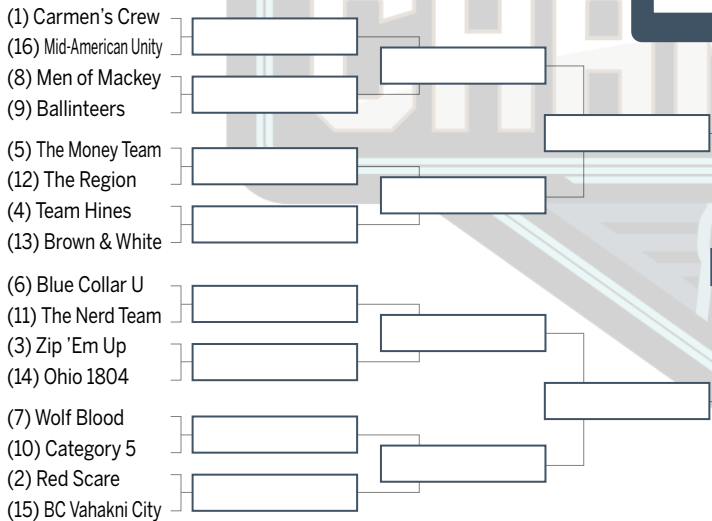 (1) Carmen's Crew
(16) Mid-American Unity
(8) Men of Mackey
(9) Ballinteers
(5) The Money Team
(12) The Region
(4) Team Hines
(13) Brown & White
(6) Blue Collar U
(11) The Nerd Team
(3) Zip 'Em Up
(14) Ohio 1804
(7) Wolf Blood
(10) Category 5
(2) Red Scare
(15) BC Vahakni City